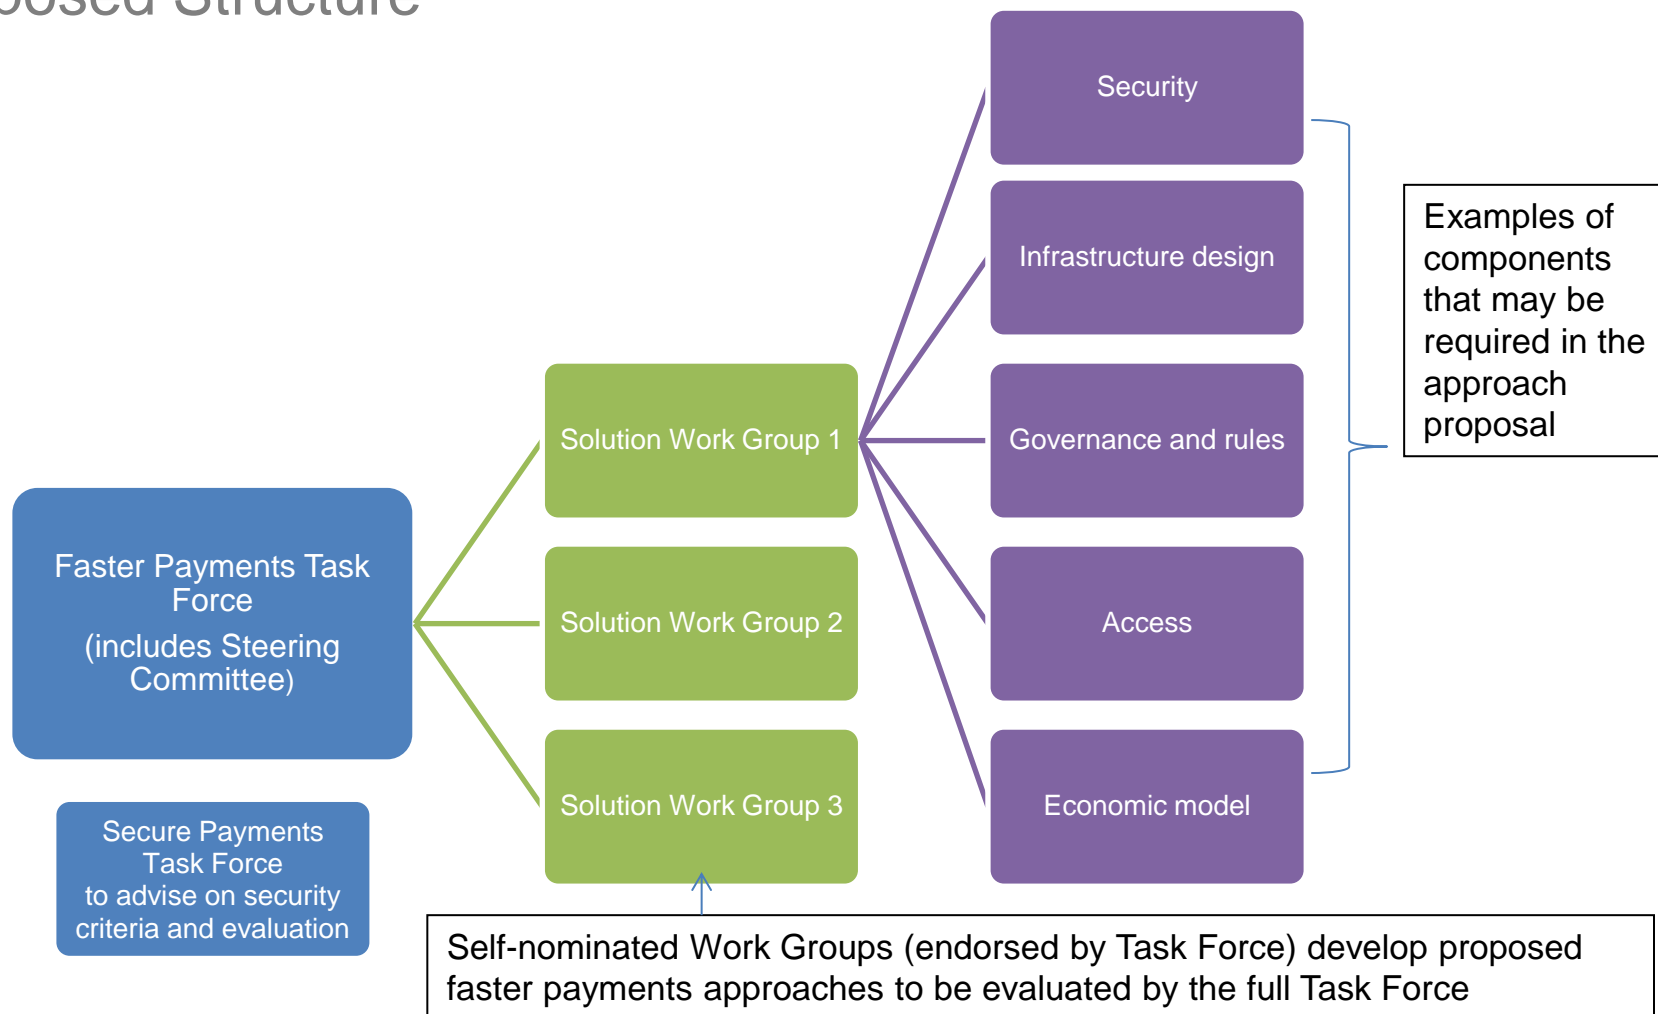 posed Structure
Security
Infrastructure design
Examples of
components
that may be
required in the
approach
proposal
Solution Work Group 1
Governance and rules
Faster Payments Task
Force
(includes Steering
Committee)
Solution Work Group 2
Access
Solution Work Group 3
Economic model
Secure Payments
Task Force
to advise on security
criteria and evaluation
Self-nominated Work Groups (endorsed by Task Force) develop proposed
faster payments approaches to be evaluated by the full Task Force